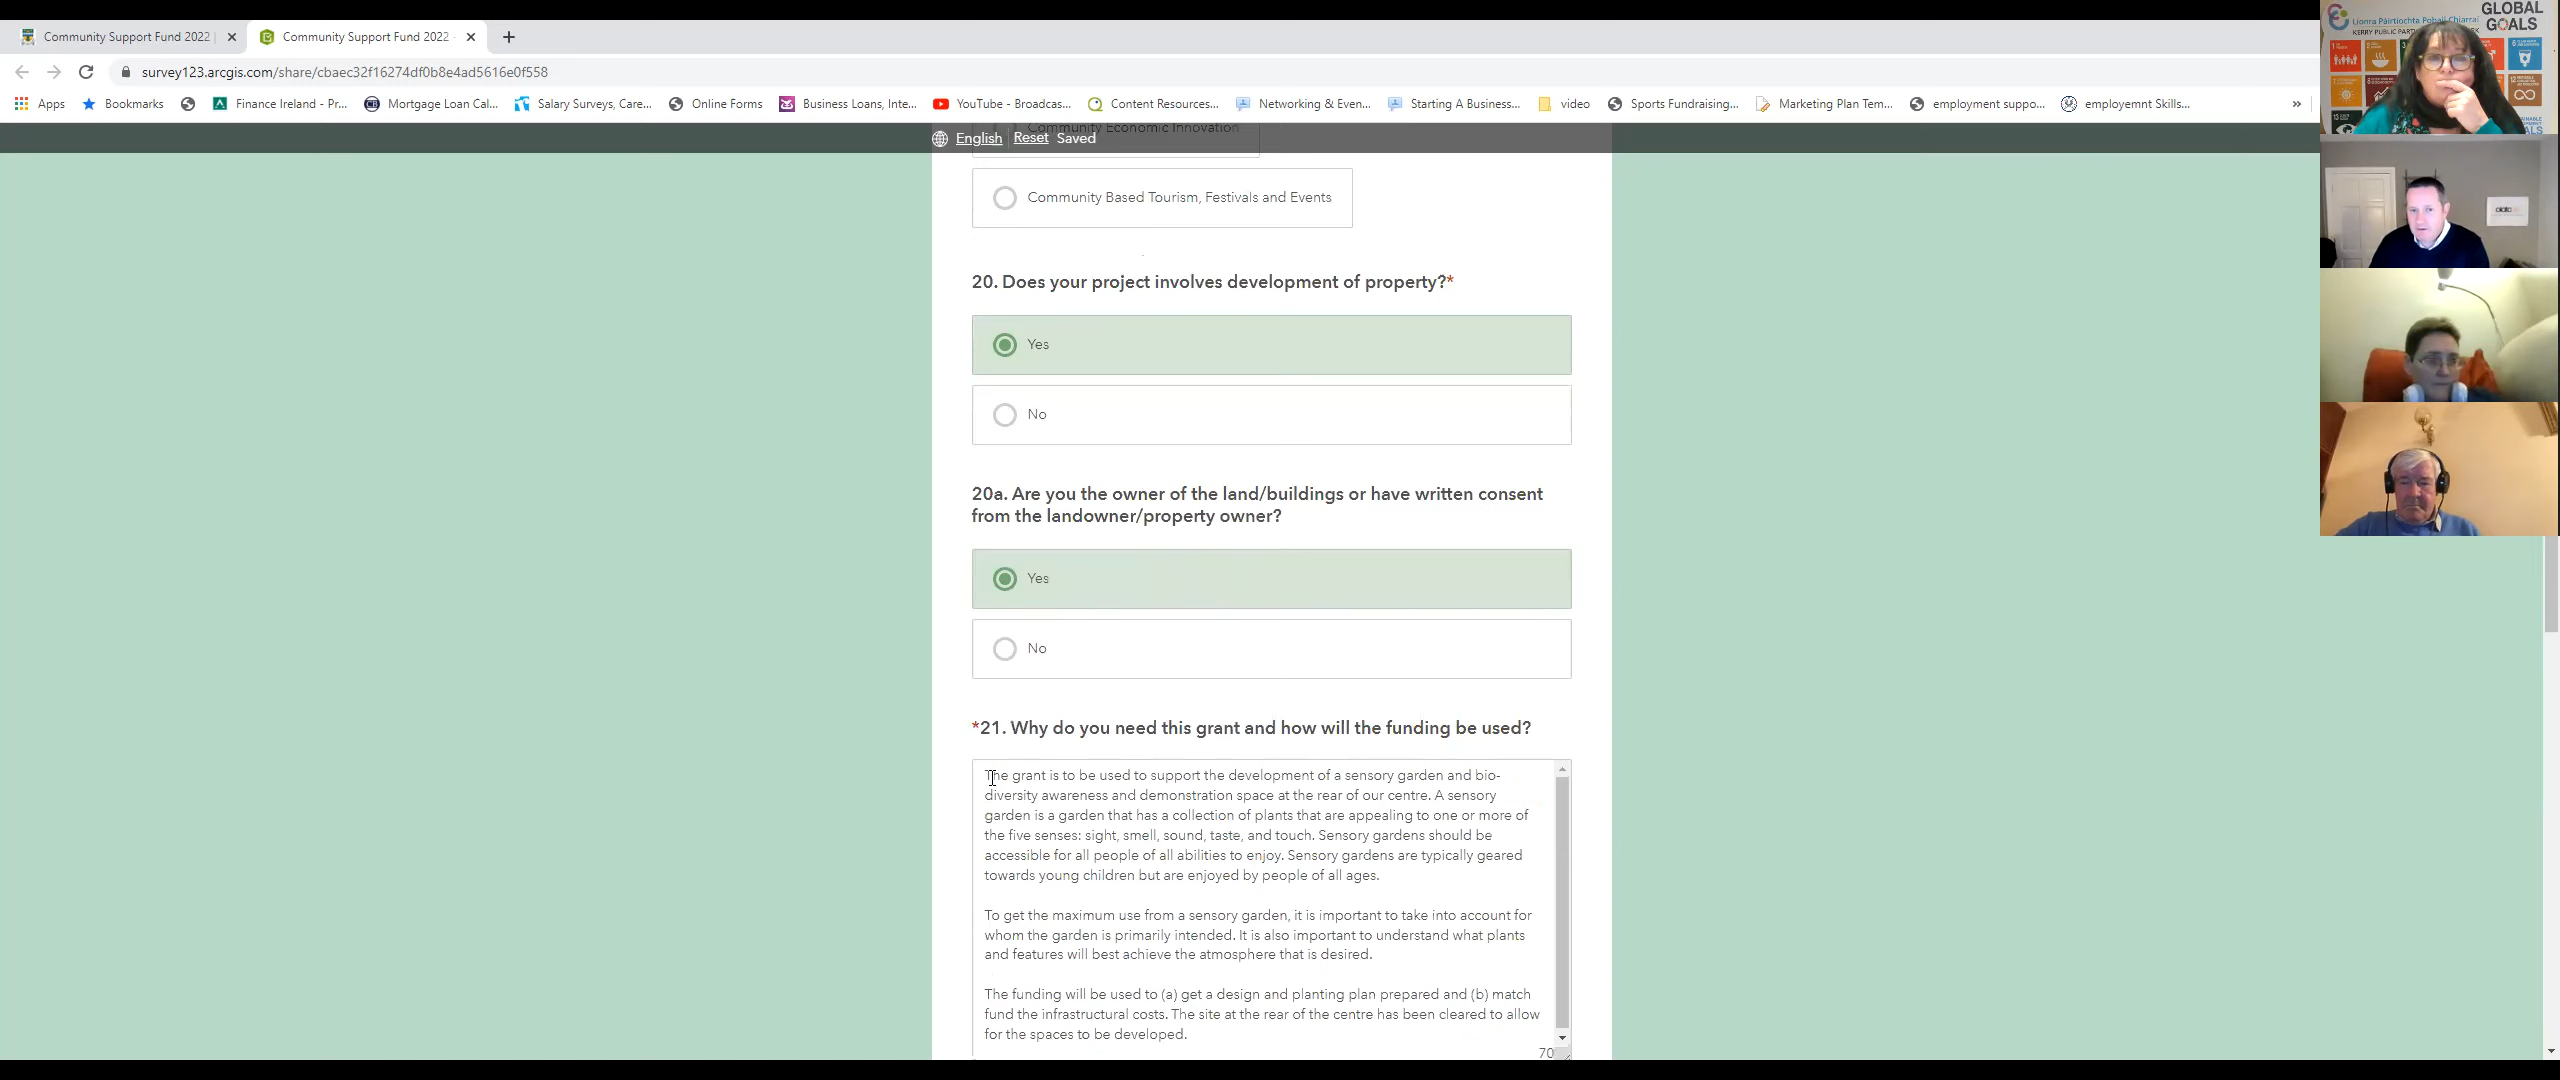 Community Support Fund 2022 |
Community Support Fund 2022 -
survey123.arcgis.com/share/cbaec32f16274df0b8e4ad5616e0f558
Apps
Bookmarks
Finance Ireland - Pr...
Mortgage Loan Cal...
Salary Surveys, Care...
Online Forms
Business Loans, Inte...
YouTube - Broadcas...
Content Resources...
Networking & Even...
Starting A Business...
video
Sports Fundraising...
Marketing Plan Tem...
employment suppo...
employemnt Skills...
»
Community Economic Innovation
English Reset Saved
Community Based Tourism, Festivals and Events
20. Does your project involves development of property?*
Yes
No
20a. Are you the owner of the land/buildings or have written consent
from the landowner/property owner?
Yes
No
*21. Why do you need this grant and how will the funding be used?
The grant is to be used to support the development of a sensory garden and bio-
diversity awareness and demonstration space at the rear of our centre. A sensory
garden is a garden that has a collection of plants that are appealing to one or more of
the five senses: sight, smell, sound, taste, and touch. Sensory gardens should be
accessible for all people of all abilities to enjoy. Sensory gardens are typically geared
towards young children but are enjoyed by people of all ages.
To get the maximum use from a sensory garden, it is important to take into account for
whom the garden is primarily intended. It is also important to understand what plants
and features will best achieve the atmosphere that is desired.
The funding will be used to (a) get a design and planting plan prepared and (b) match
fund the infrastructural costs. The site at the rear of the centre has been cleared to allow
for the spaces to be developed.
70
GLOBAL
GOALS
Líonra Páirtíochta Pobail Chiarraí
KERRY PUBLIC